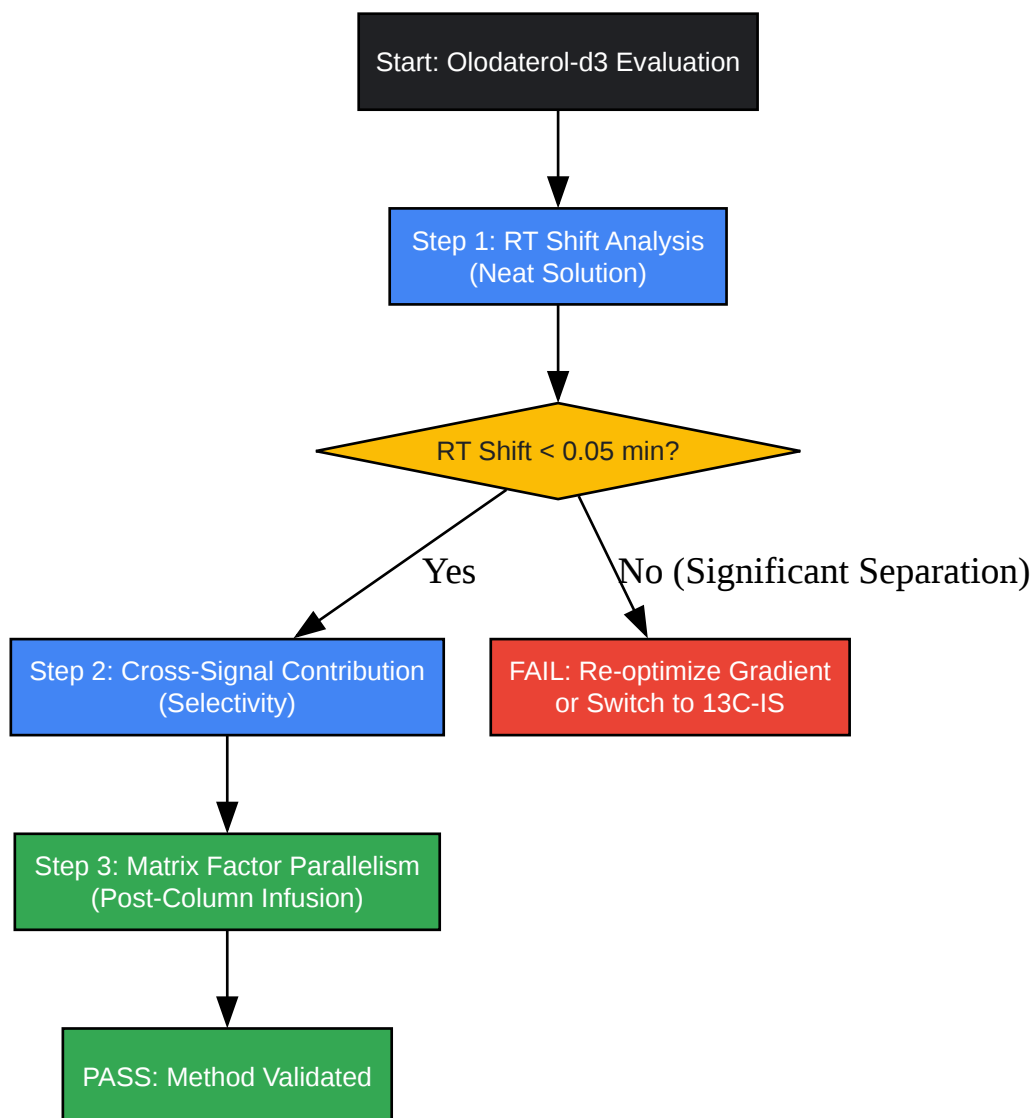 Start: Olodaterol-d3 Evaluation
Step 1: RT Shift Analysis
(Neat Solution)
RT Shift < 0.05 min?
Yes
No (Significant Separation)
Step 2: Cross-Signal Contribution
(Selectivity)
FAIL: Re-optimize Gradient
or Switch to 13C-IS
Step 3: Matrix Factor Parallelism
(Post-Column Infusion)
PASS: Method Validated